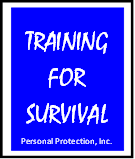 TRAINING
FOR
SURVIVAL
Personal Protection, Inc.